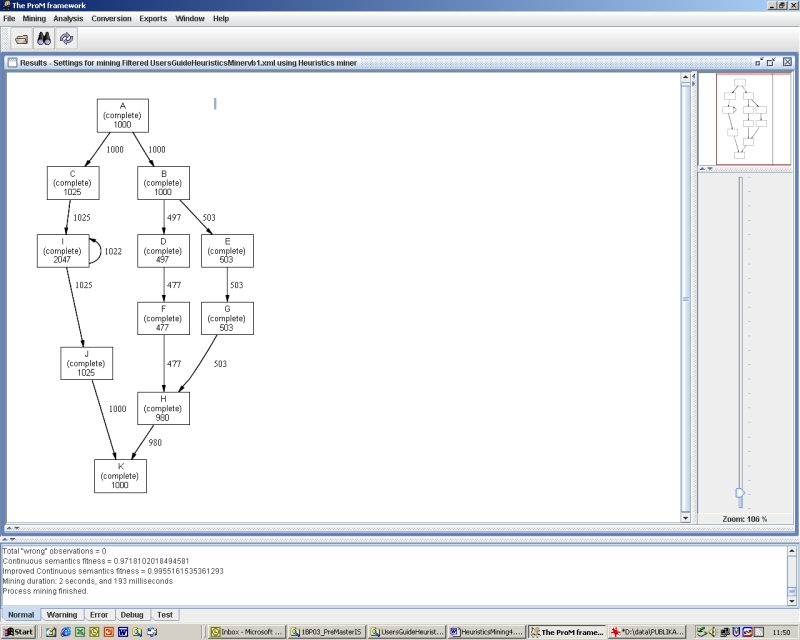 The ProM framework
File Mining Analysis Conversion Exports Window Help
Results - Settings for mining Filtered UsersGuideHeuristicsMinervb1.xml using Heuristics miner
A
(complete)
1000
1000 1000
C
(complete)
1025
B
(complete)
1000
1025 497 503
I
(complete)
2047
1022
D
(complete)
497
E
(complete)
503
1025 477 503
F
(complete)
477
G
(complete)
503
J
(complete)
1025
477 503
H
(complete)
980
1000 980
K
(complete)
1000
Zoom: 106 %
Total "wrong" observations = 0
Continuous semantics fitness = 0.9718102018494581
Improved Continuous semantics fitness = 0.9955161535361293
Mining duration: 2 seconds, and 193 milliseconds
Process mining finished.
Normal Warning Error Debug Test
Start Inbox - Microsoft ... 1BP03_PreMasterIS UsersGuideHeurist... HeuristicsMining4.... The ProM frame... *D:\data\PUBLIKA... 11:50